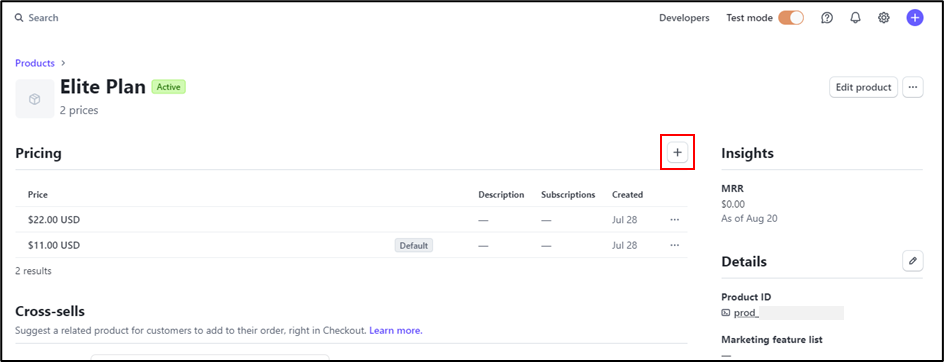 Search Developers Test mode
Products >
Elite Plan Active
2 prices
Edit product ...
Pricing +
Price Description Subscriptions Created
$22.00 USD — — Jul 28 ...
$11.00 USD Default — — Jul 28 ...
2 results
Cross-sells
Suggest a related product for customers to add to their order, right in Checkout. Learn more.
Insights
MRR
$0.00
As of Aug 20
Details
Product ID
prod_
Marketing feature list
—